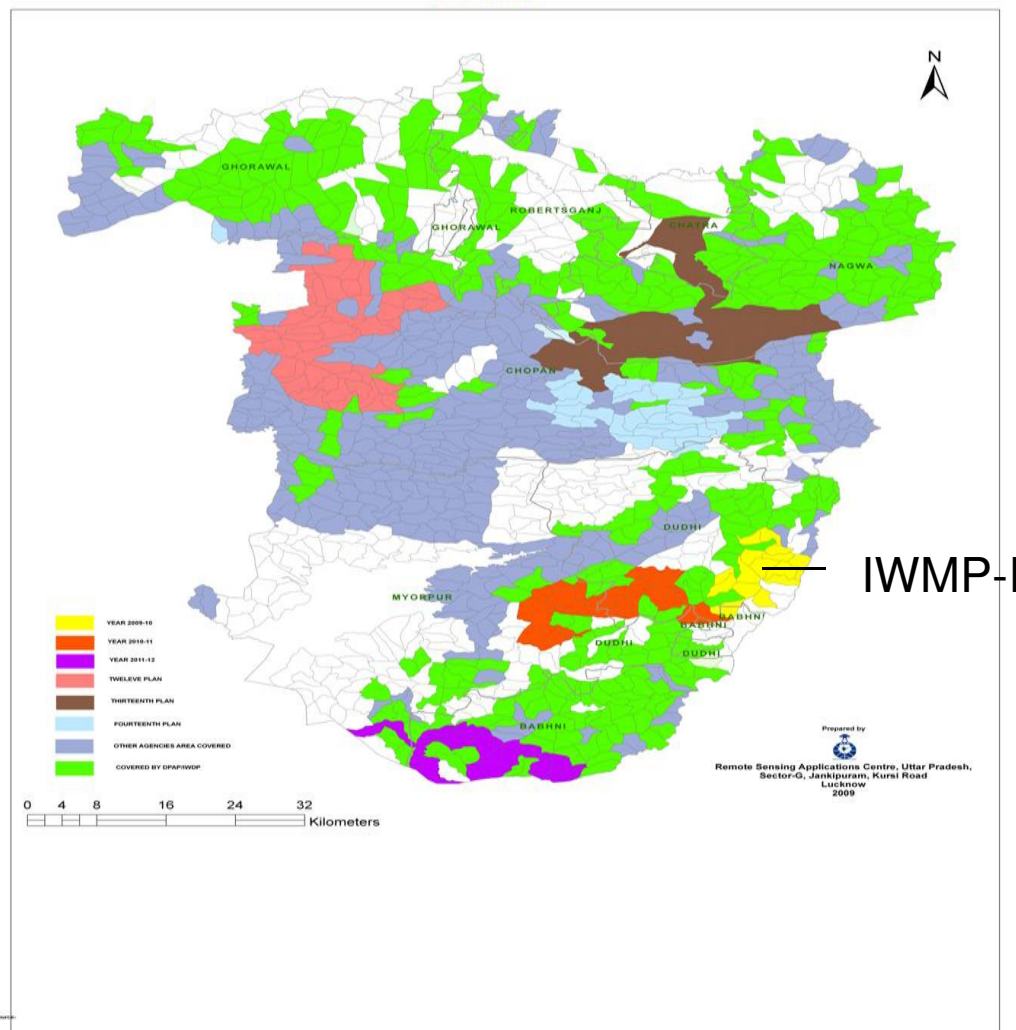 N
GHORAWAL
ROBERTSGANJ
GHORAWAL
CHATRA
NAGWA
CHOPAN
DUDHI
IWMP-I
MYORPUR
BABHNI
BABHNI
DUDHI
DUDHI
BABHNI
YEAR 2009-10
YEAR 2010-11
YEAR 2011-12
TWELEVE PLAN
THIRTEENTH PLAN
FOURTEENTH PLAN
OTHER AGENCIES AREA COVERED
COVERED BY DPAP/IWDP
Prepared by
Remote Sensing Applications Centre, Uttar Pradesh,
Sector-G, Jankipuram, Kursi Road
Lucknow
2009
0 4 8 16 24 32
Kilometers